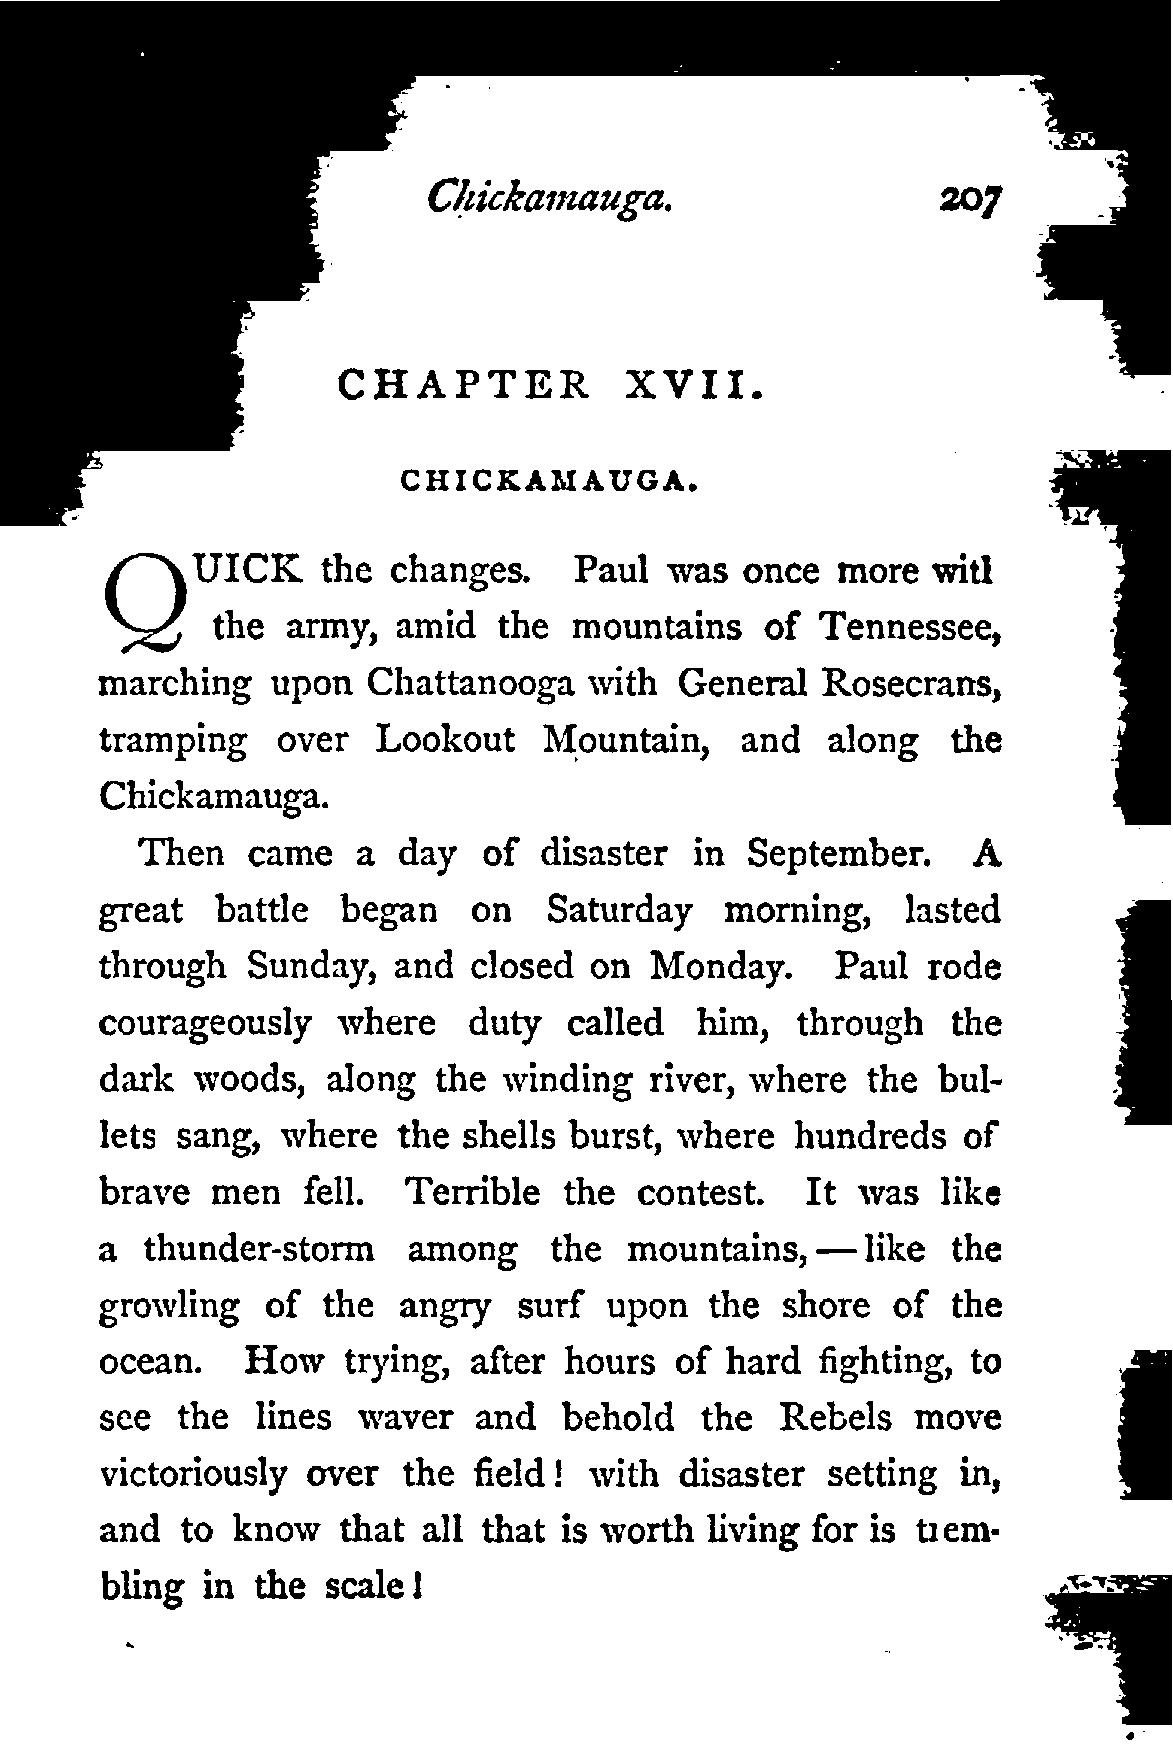 Chickamauga. 207
CHAPTER XVII.
CHICKAMAUGA.
QUICK the changes. Paul was once more witl
the army, amid the mountains of Tennessee,
marching upon Chattanooga with General Rosecrans,
tramping over Lookout Mountain, and along the
Chickamauga.
Then came a day of disaster in September. A
great battle began on Saturday morning, lasted
through Sunday, and closed on Monday. Paul rode
courageously where duty called him, through the
dark woods, along the winding river, where the bul-
lets sang, where the shells burst, where hundreds of
brave men fell. Terrible the contest. It was like
a thunder-storm among the mountains, — like the
growling of the angry surf upon the shore of the
ocean. How trying, after hours of hard fighting, to
see the lines waver and behold the Rebels move
victoriously over the field! with disaster setting in,
and to know that all that is worth living for is trem-
bling in the scale!